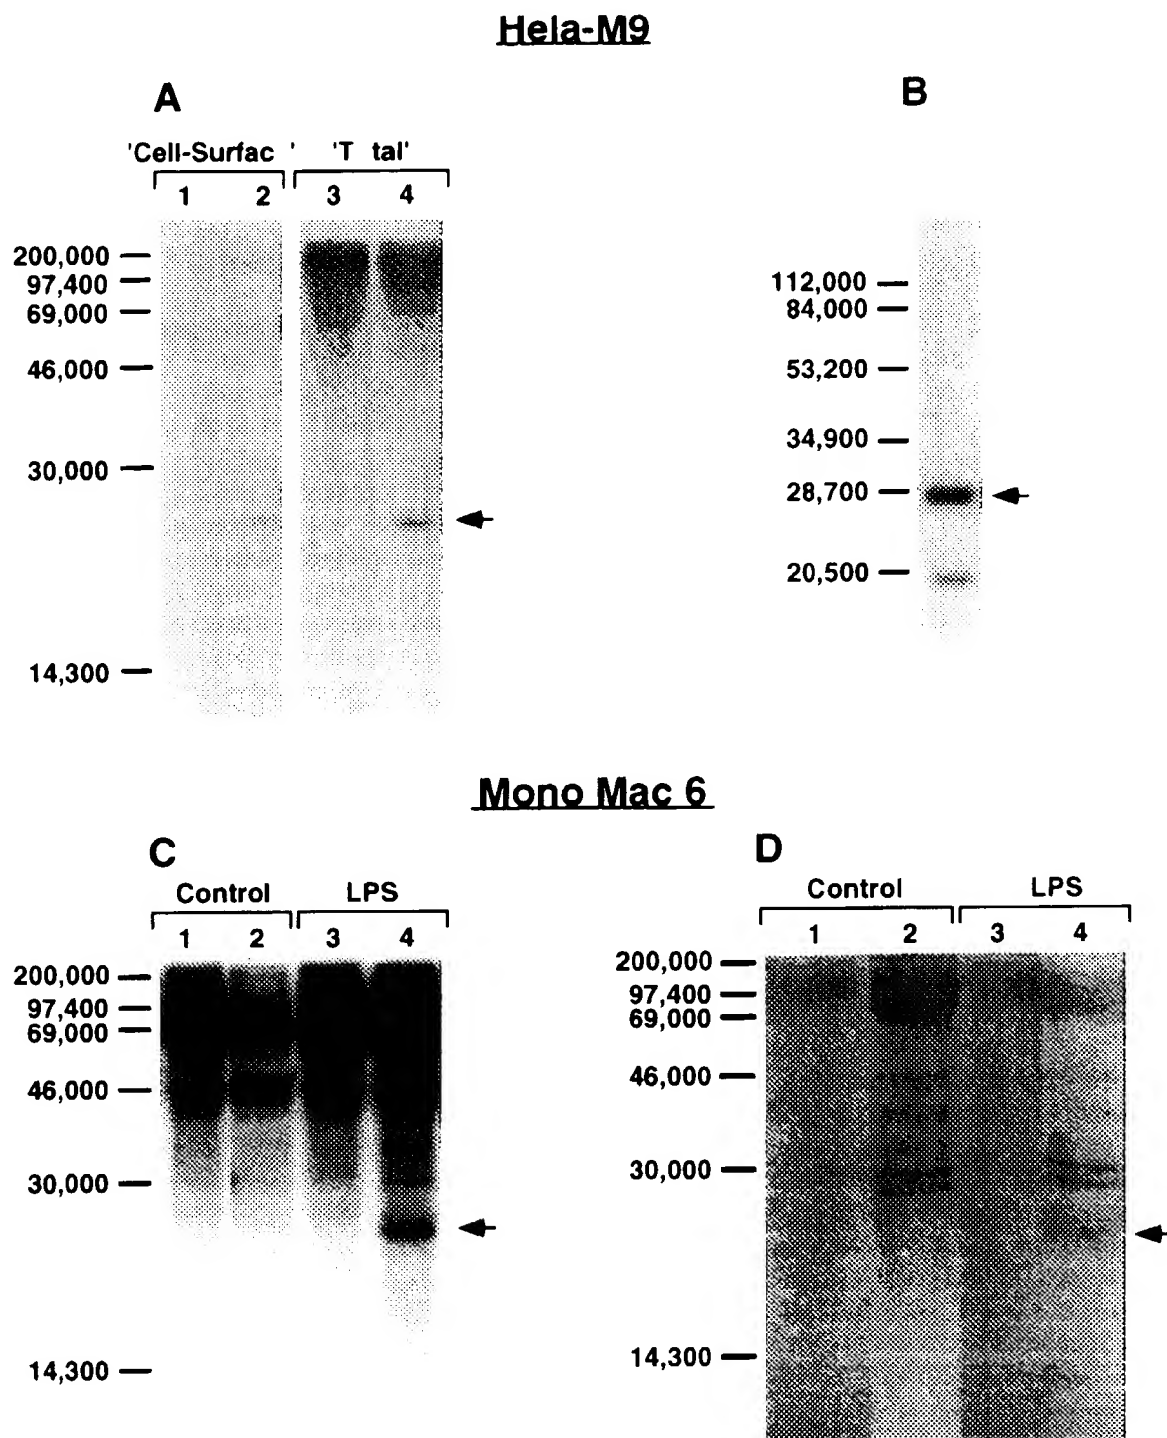 Hela-M9
A
B
'Cell-Surfac ' 'T tal'
1 2 3 4
200,000
97,400
69,000
46,000
30,000
14,300
112,000
84,000
53,200
34,900
28,700
20,500
Mono Mac 6
C
D
Control LPS
1 2 3 4
200,000
97,400
69,000
46,000
30,000
14,300
Control LPS
1 2 3 4
200,000
97,400
69,000
46,000
30,000
14,300